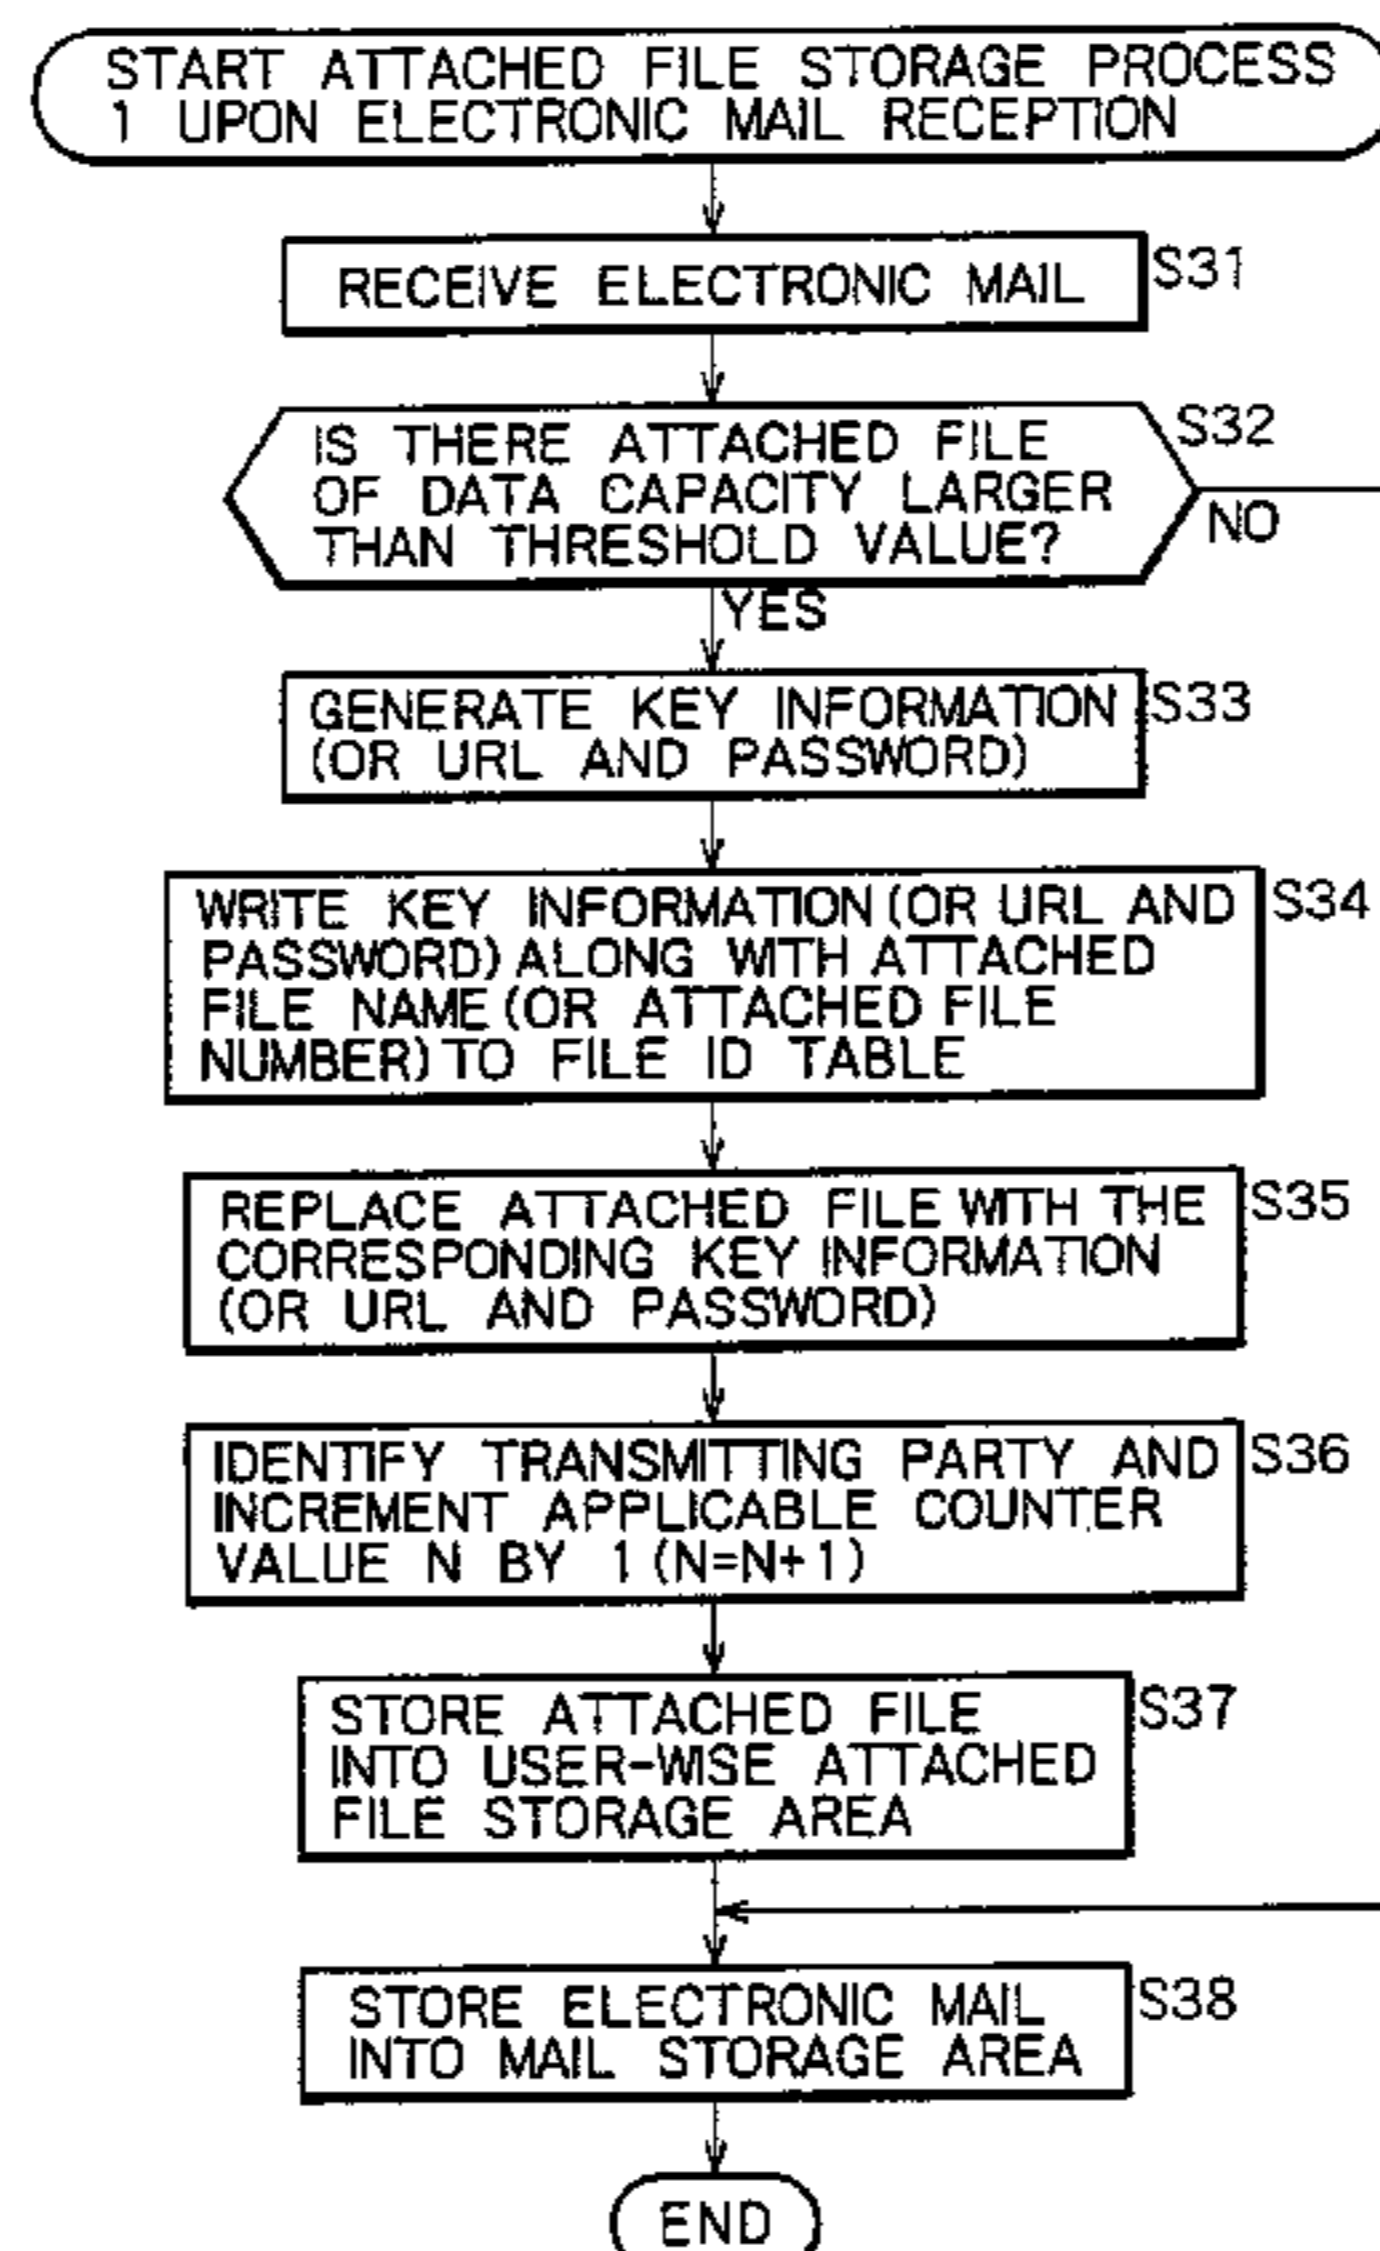 START ATTACHED FILE STORAGE PROCESS
1 UPON ELECTRONIC MAIL RECEPTION
RECEIVE ELECTRONIC MAIL
S31
IS THERE ATTACHED FILE
OF DATA CAPACITY LARGER
THAN THRESHOLD VALUE?
S32
NO
YES
GENERATE KEY INFORMATION
(OR URL AND PASSWORD)
S33
WRITE KEY INFORMATION (OR URL AND
PASSWORD) ALONG WITH ATTACHED
FILE NAME (OR ATTACHED FILE
NUMBER) TO FILE ID TABLE
S34
REPLACE ATTACHED FILE WITH THE
CORRESPONDING KEY INFORMATION
(OR URL AND PASSWORD)
S35
IDENTIFY TRANSMITTING PARTY AND
INCREMENT APPLICABLE COUNTER
VALUE N BY 1 (N=N+1)
S36
STORE ATTACHED FILE
INTO USER-WISE ATTACHED
FILE STORAGE AREA
S37
STORE ELECTRONIC MAIL
INTO MAIL STORAGE AREA
S38
END